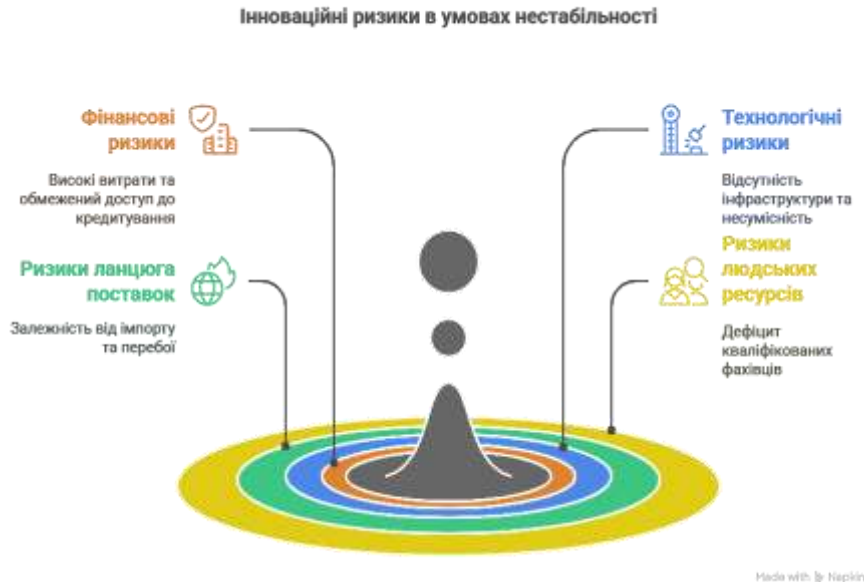 Інноваційні ризики в умовах нестабільності
Фінансові
ризики
Високі витрати та
обмежений доступ до
кредитування
Ризики ланцюга
поставок
Залежність від імпорту
та перебої
Технологічні
ризики
Відсутність
інфраструктури та
несумісність
Ризики
людських
ресурсів
Дефіцит
кваліфікованих
фахівців
Made with Napkin